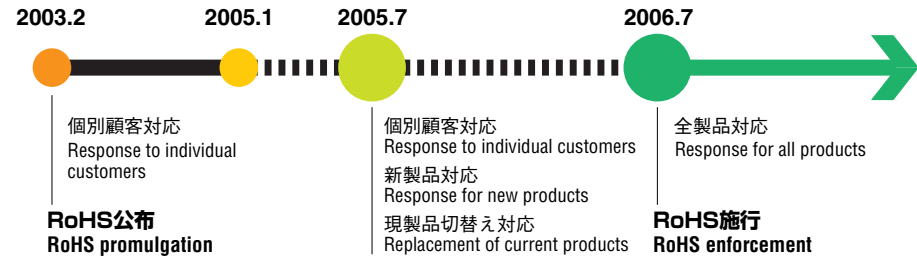 2003.2
2005.1
2005.7
2006.7
個別顧客対応
Response to individual
customers
RoHS公布
RoHS promulgation
個別顧客対応
Response to individual customers
新製品対応
Response for new products
現製品切替え対応
Replacement of current products
全製品対応
Response for all products
RoHS施行
RoHS enforcement